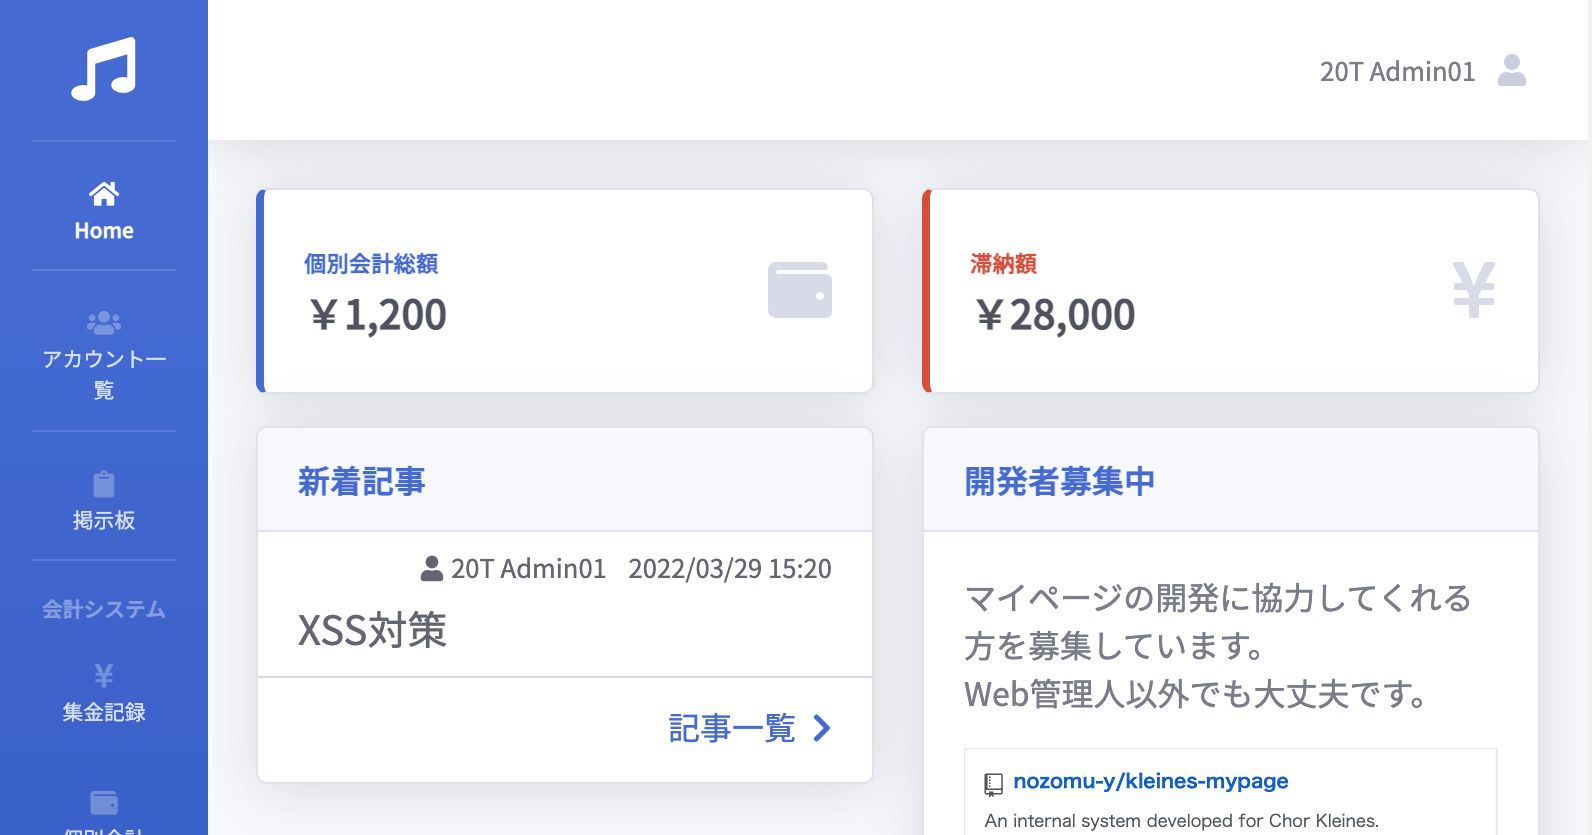 20T Admin01
Home
アカウント一
覧
掲示板
会計システム
¥
集金記録
個別会計
個別会計総額
¥1,200
滞納額
¥28,000
¥
新着記事
20T Admin01 2022/03/29 15:20
XSS対策
記事一覧
開発者募集中
マイページの開発に協力してくれる
方を募集しています。
Web管理人以外でも大丈夫です。
nozomu-y/kleines-mypage
An internal system developed for Chor Kleines.